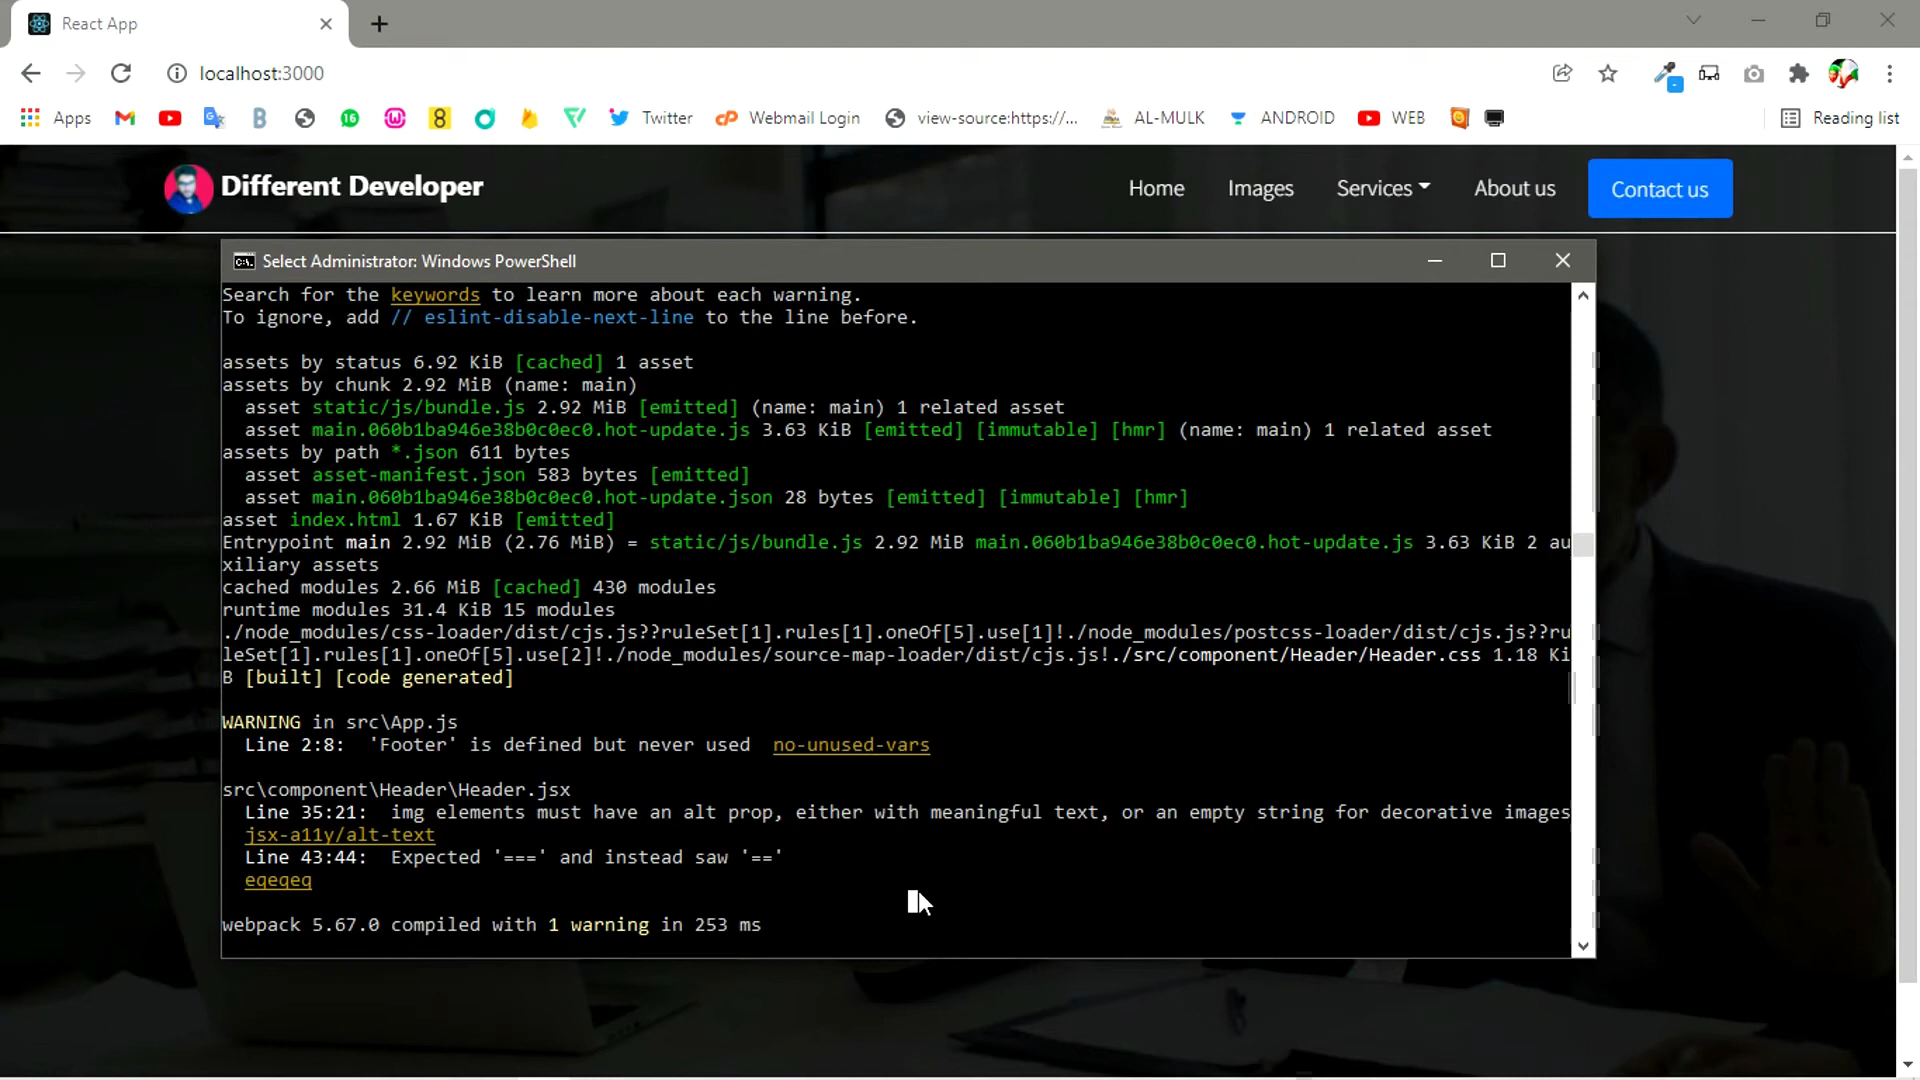 React App
localhost:3000
Apps
16
8
Twitter
Webmail Login
view-source:https://...
AL-MULK
ANDROID
WEB
Reading list
Different Developer
Home
Images
Services
About us
Contact us
Select Administrator: Windows PowerShell
Search for the keywords to learn more about each warning.
To ignore, add // eslint-disable-next-line to the line before.
assets by status 6.92 KiB [cached] 1 asset
assets by chunk 2.92 MiB (name: main)
asset static/js/bundle.js 2.92 MiB [emitted] (name: main) 1 related asset
asset main.060b1ba946e38b0c0ec0.hot-update.js 3.63 KiB [emitted] [immutable] [hmr] (name: main) 1 related asset
assets by path *.json 611 bytes
asset asset-manifest.json 583 bytes [emitted]
asset main.060b1ba946e38b0c0ec0.hot-update.json 28 bytes [emitted] [immutable] [hmr]
asset index.html 1.67 KiB [emitted]
Entrypoint main 2.92 MiB (2.76 MiB) = static/js/bundle.js 2.92 MiB main.060b1ba946e38b0c0ec0.hot-update.js 3.63 KiB 2 au
xiliary assets
cached modules 2.66 MiB [cached] 430 modules
runtime modules 31.4 KiB 15 modules
./node_modules/css-loader/dist/cjs.js??ruleSet[1].rules[1].oneOf[5].use[1]!./node_modules/postcss-loader/dist/cjs.js??ru
leSet[1].rules[1].oneOf[5].use[2]!./node_modules/source-map-loader/dist/cjs.js!./src/component/Header/Header.css 1.18 Ki
B [built] [code generated]
WARNING in src\App.js
Line 2:8:  'Footer' is defined but never used  no-unused-vars
src\component\Header\Header.jsx
Line 35:21:  img elements must have an alt prop, either with meaningful text, or an empty string for decorative images
jsx-a11y/alt-text
Line 43:44:  Expected '===' and instead saw '=='
eqeqeq
webpack 5.67.0 compiled with 1 warning in 253 ms